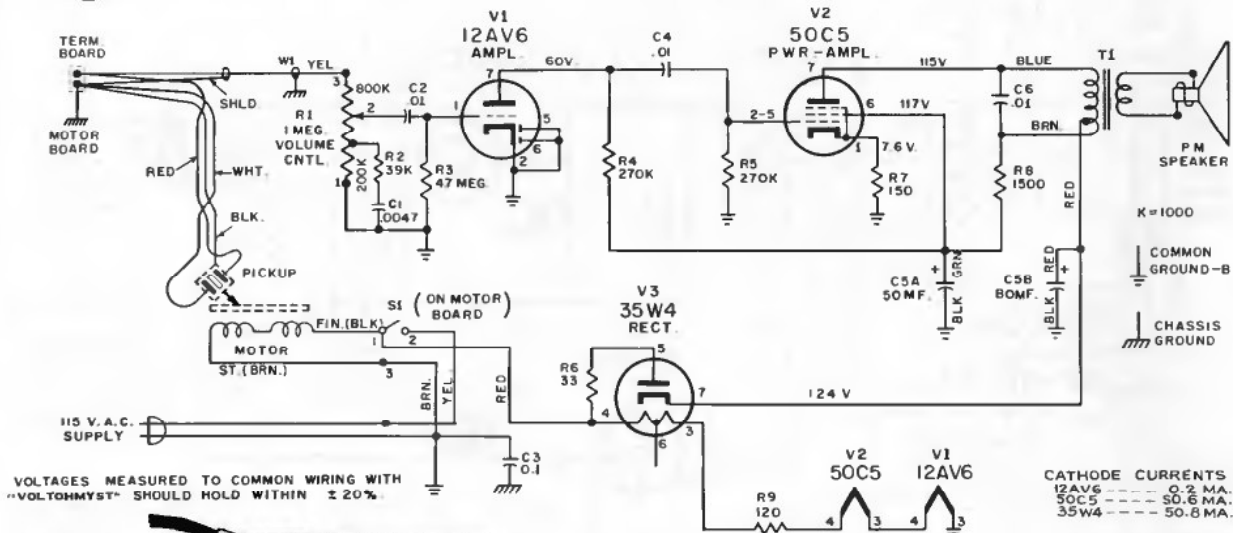 TERM.
BOARD
MOTOR
BOARD
W1
YEL
SHLD.
RED
WHT.
BLK.
PICKUP
3
800K
2
R1
1 MEG.
VOLUME
CNTL.
200K
1
C2
.01
R2
39K
C1
.0047
R3
47 MEG.
V1
12AV6
AMPL.
7
1
5
6
2
60V.
C4
.01
R4
270K
R5
270K
V2
50C5
PWR-AMPL.
7
2-5
6
1
115V
117V
7.6 V.
R7
150
BLUE
C6
.01
BRN.
R8
1500
T1
RED
PM
SPEAKER
K=1000
COMMON
GROUND-B
CHASSIS
GROUND
C5A
50MF.
+
GRN
BLK
C5B
80MF.
+
RED
BLK
MOTOR
FIN.(BLK)
ST.(BRN.)
S1
(ON MOTOR
BOARD)
1
2
3
BRN.
YEL
RED
115 V. A.C.
SUPPLY
C3
0.1
V3
35W4
RECT.
R6
33
5
4
7
3
6
124 V
R9
120
V2
50C5
4
3
V1
12AV6
4
3
VOLTAGES MEASURED TO COMMON WIRING WITH
"VOLTOHMYST" SHOULD HOLD WITHIN ±20%.
CATHODE CURRENTS
12AV6 ---- 0.2 MA.
50C5 ---- 50.6 MA.
35W4 ---- 50.8 MA.